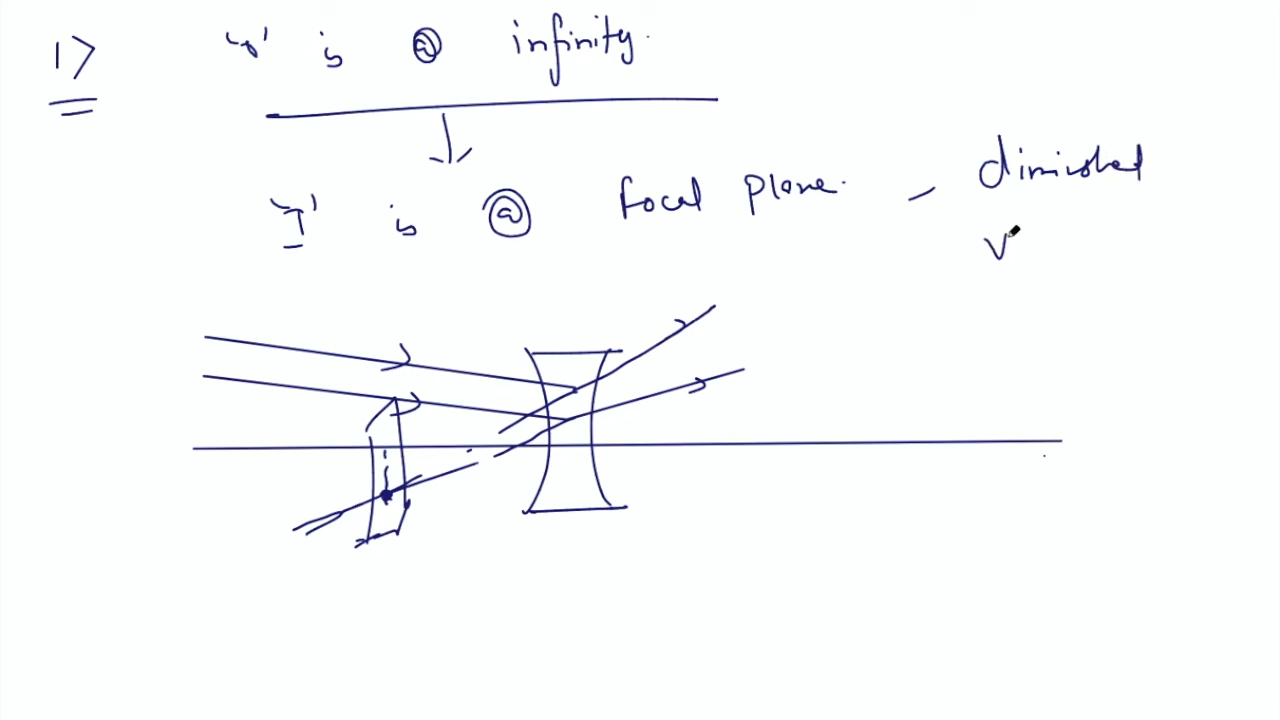 1> 'O' is @ infinity.
'I' is @ focal plane. - diminished
V